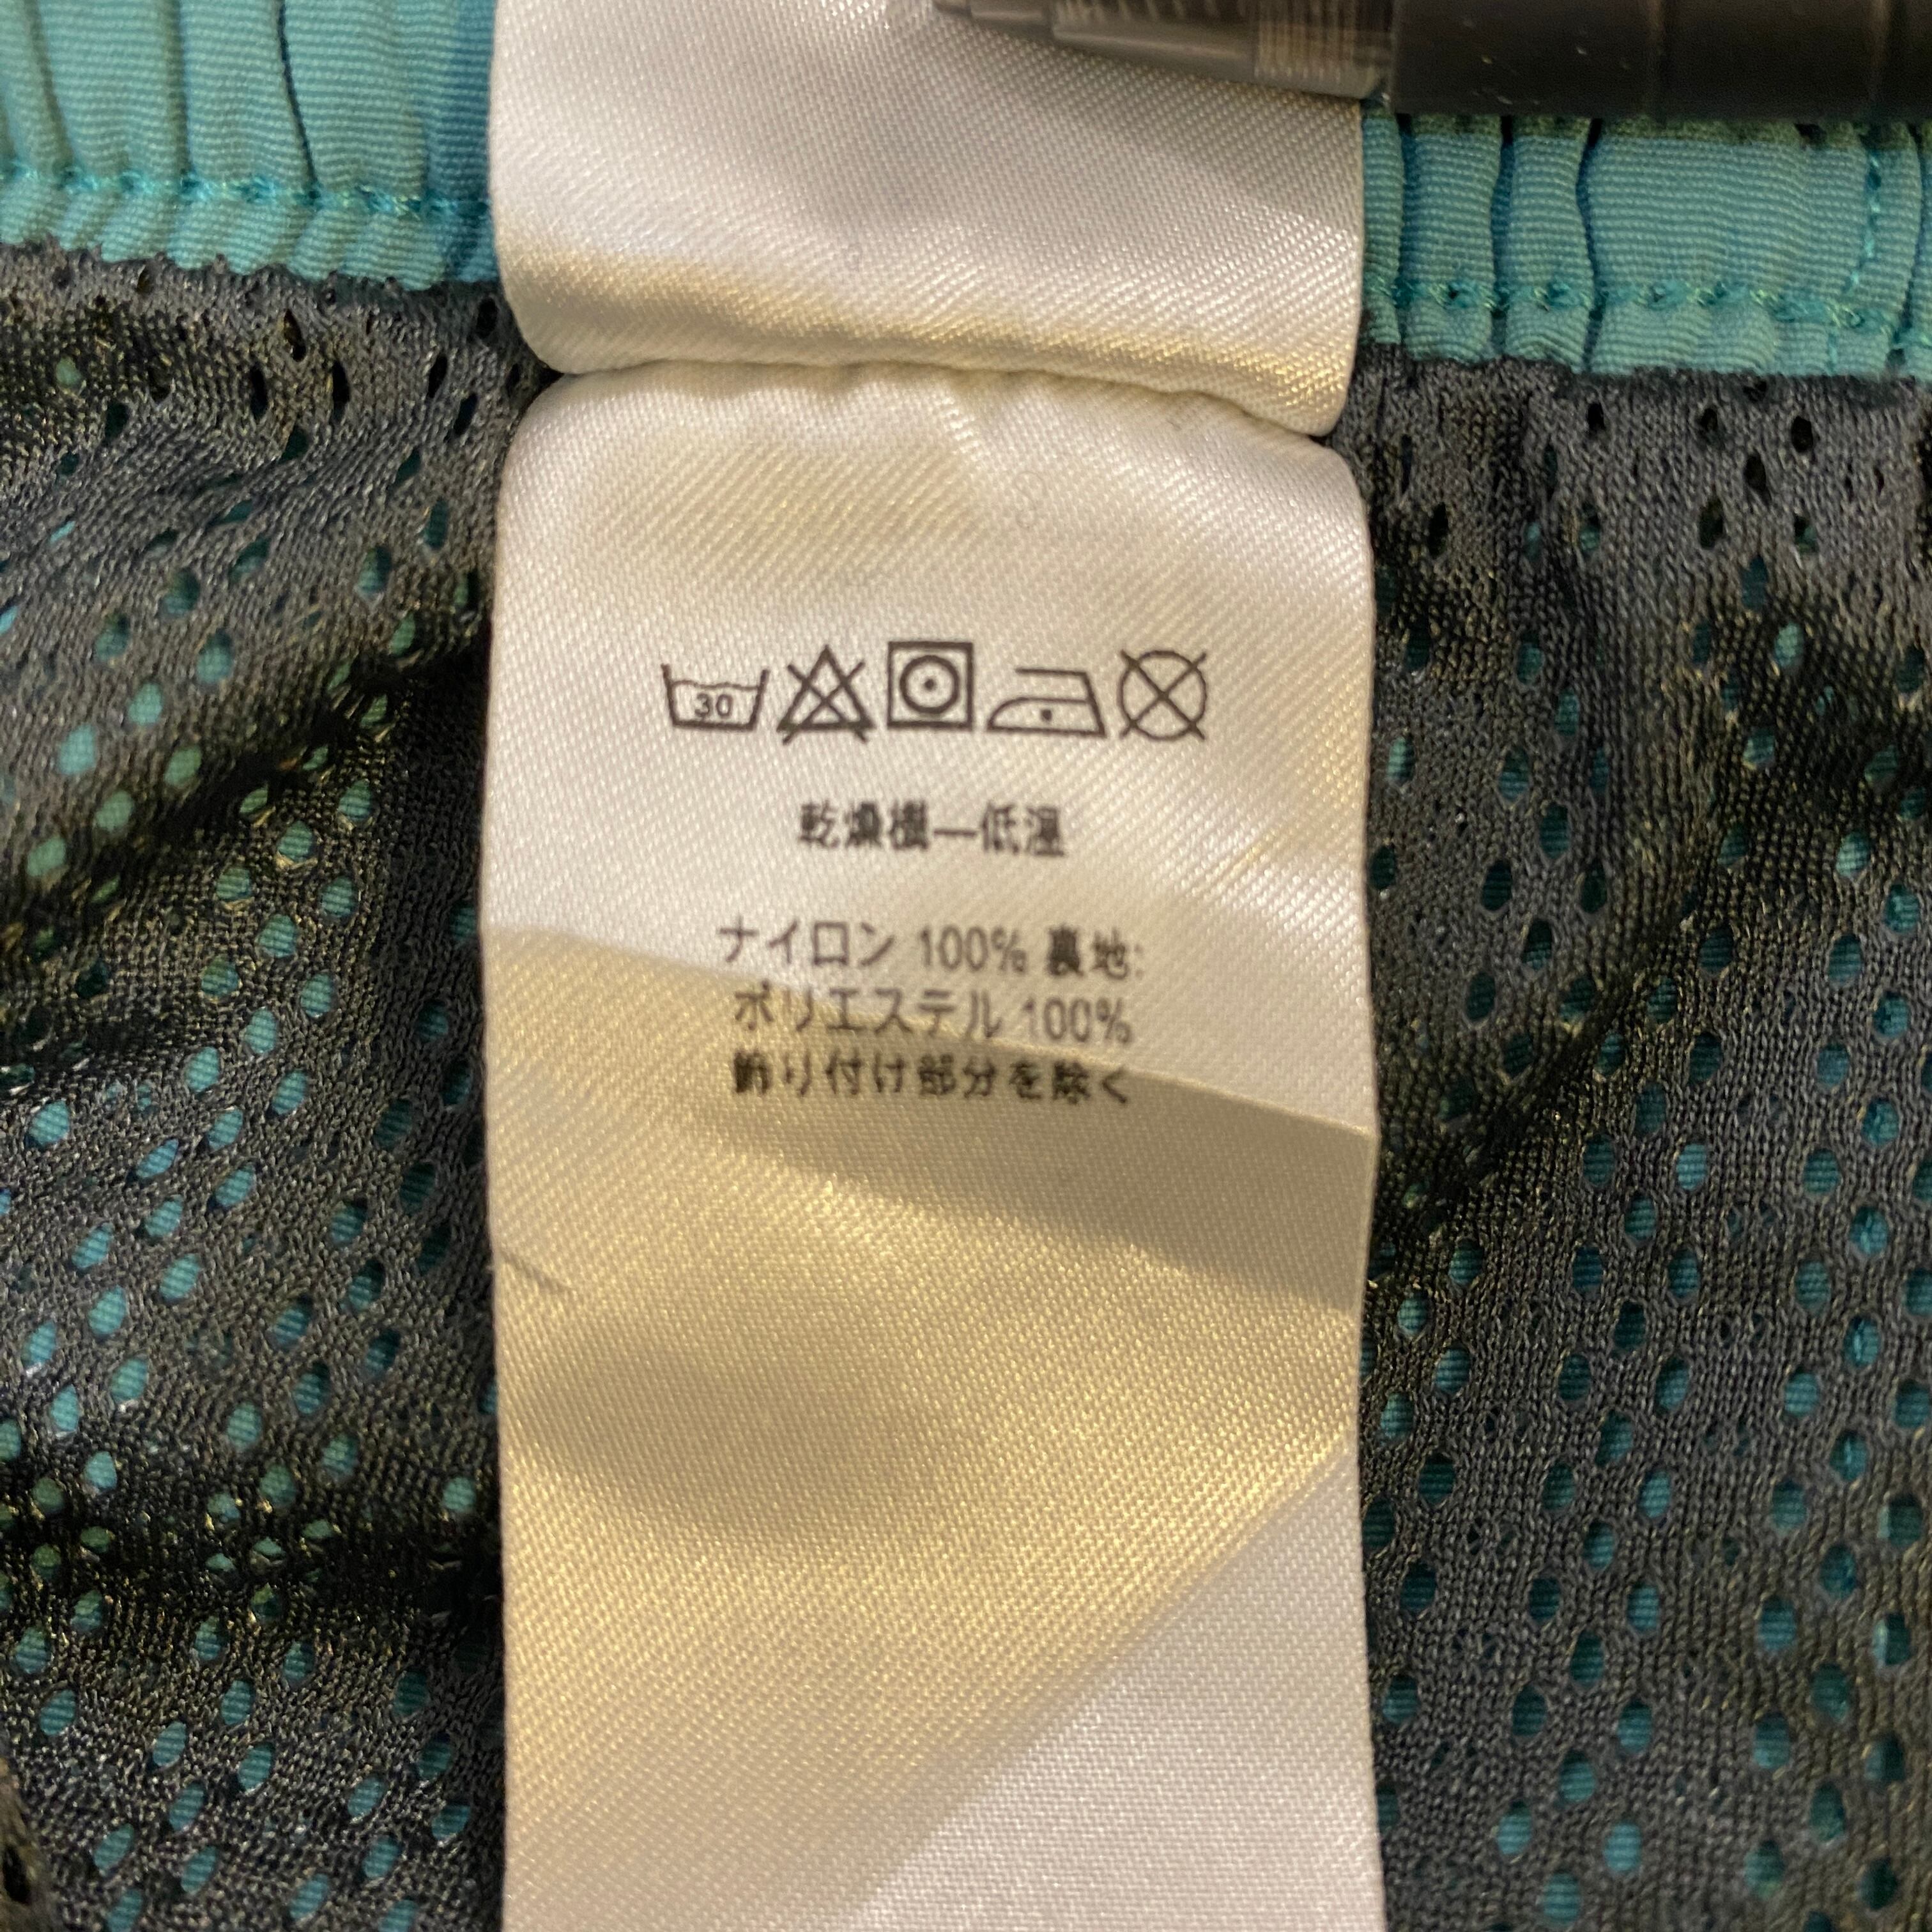 30
乾燥機—低温
ナイロン 100% 裏地:
ポリエステル 100%
飾り付け部分を除く